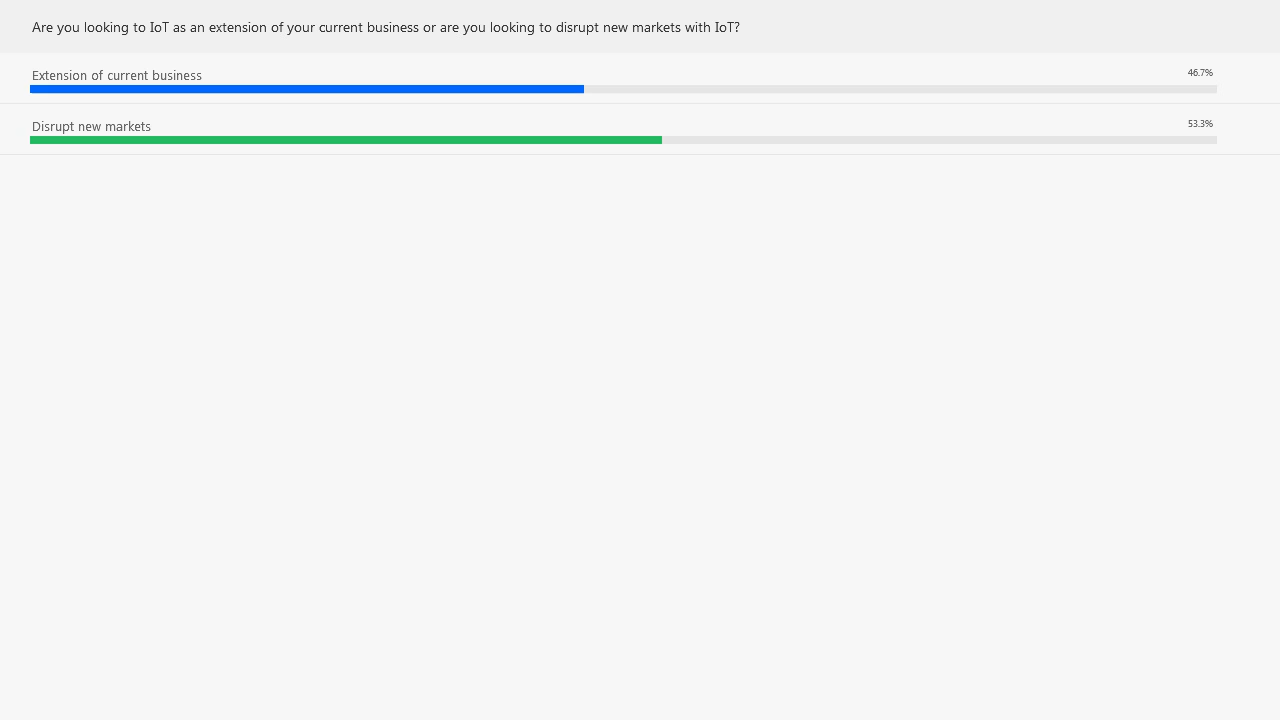 Are you looking to IoT as an extension of your current business or are you looking to disrupt new markets with IoT?
Extension of current business
46.7%
Disrupt new markets
53.3%